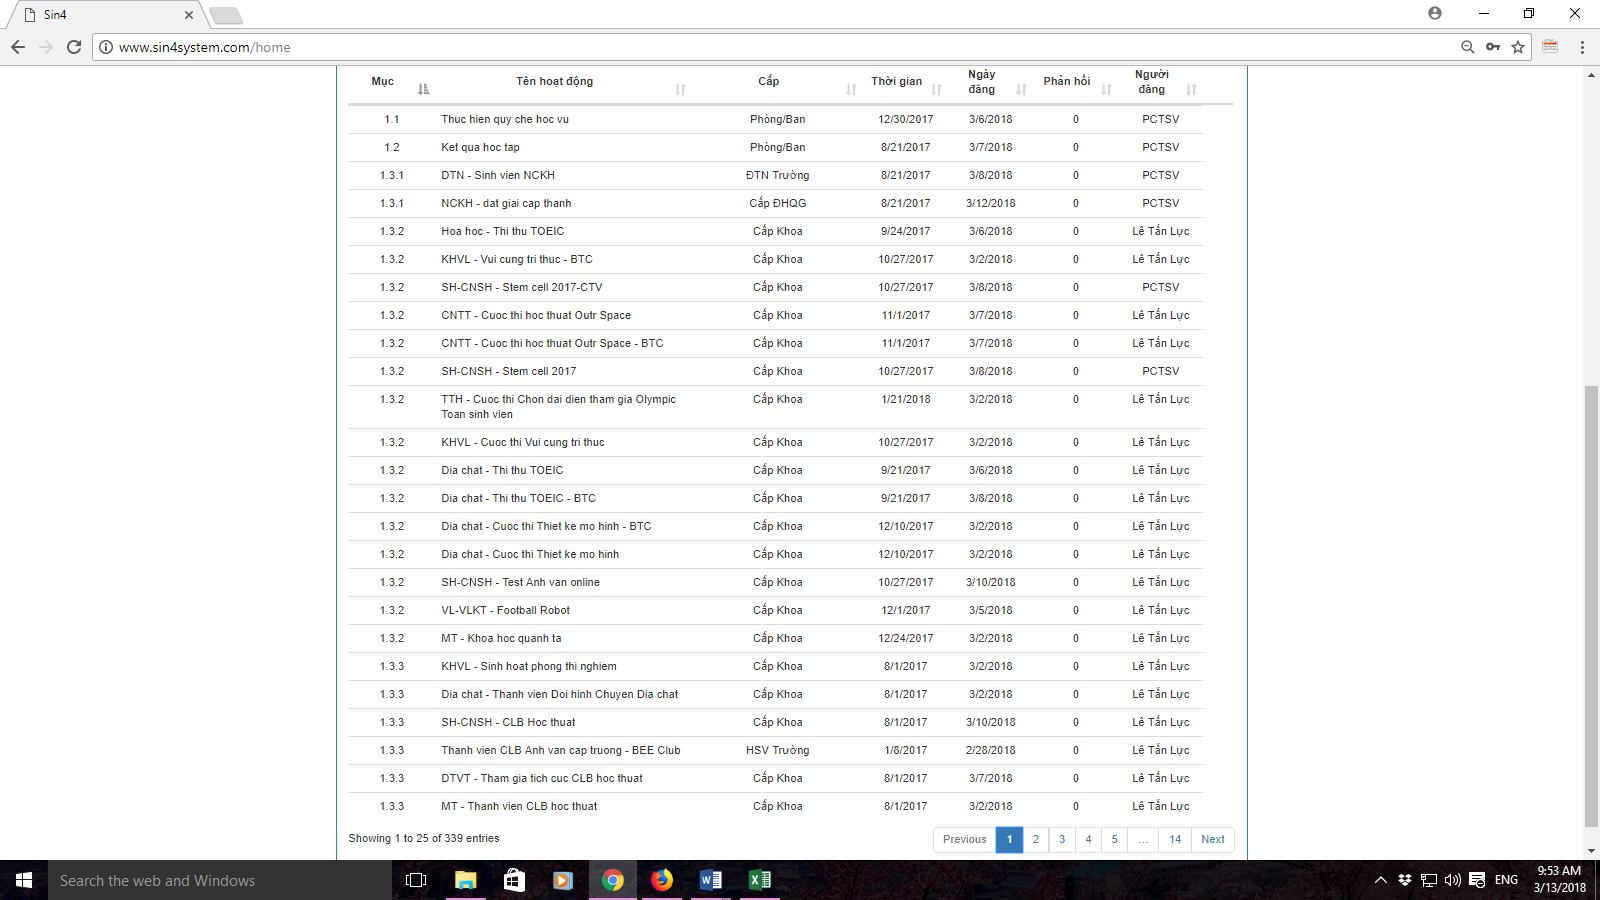 Sin4
www.sin4system.com/home
Mục Tên hoạt động Cấp Thời gian Ngày đăng Phản hồi Người đăng
1.1 Thuc hien quy che hoc vu Phòng/Ban 12/30/2017 3/6/2018 0 PCTSV
1.2 Ket qua hoc tap Phòng/Ban 8/21/2017 3/7/2018 0 PCTSV
1.3.1 DTN - Sinh vien NCKH ĐTN Trường 8/21/2017 3/8/2018 0 PCTSV
1.3.1 NCKH - dat giai cap thanh Cấp ĐHQG 8/21/2017 3/12/2018 0 PCTSV
1.3.2 Hoa hoc - Thi thu TOEIC Cấp Khoa 9/24/2017 3/6/2018 0 Lê Tấn Lực
1.3.2 KHVL - Vui cung tri thuc - BTC Cấp Khoa 10/27/2017 3/2/2018 0 Lê Tấn Lực
1.3.2 SH-CNSH - Stem cell 2017-CTV Cấp Khoa 10/27/2017 3/8/2018 0 PCTSV
1.3.2 CNTT - Cuoc thi hoc thuat Outr Space Cấp Khoa 11/1/2017 3/7/2018 0 Lê Tấn Lực
1.3.2 CNTT - Cuoc thi hoc thuat Outr Space - BTC Cấp Khoa 11/1/2017 3/7/2018 0 Lê Tấn Lực
1.3.2 SH-CNSH - Stem cell 2017 Cấp Khoa 10/27/2017 3/8/2018 0 PCTSV
1.3.2 TTH - Cuoc thi Chon dai dien tham gia Olympic Cấp Khoa 1/21/2018 3/2/2018 0 Lê Tấn Lực
Toan sinh vien
1.3.2 KHVL - Cuoc thi Vui cung tri thuc Cấp Khoa 10/27/2017 3/2/2018 0 Lê Tấn Lực
1.3.2 Dia chat - Thi thu TOEIC Cấp Khoa 9/21/2017 3/6/2018 0 Lê Tấn Lực
1.3.2 Dia chat - Thi thu TOEIC - BTC Cấp Khoa 9/21/2017 3/8/2018 0 Lê Tấn Lực
1.3.2 Dia chat - Cuoc thi Thiet ke mo hinh - BTC Cấp Khoa 12/10/2017 3/2/2018 0 Lê Tấn Lực
1.3.2 Dia chat - Cuoc thi Thiet ke mo hinh Cấp Khoa 12/10/2017 3/2/2018 0 Lê Tấn Lực
1.3.2 SH-CNSH - Test Anh van online Cấp Khoa 10/27/2017 3/10/2018 0 Lê Tấn Lực
1.3.2 VL-VLKT - Football Robot Cấp Khoa 12/1/2017 3/5/2018 0 Lê Tấn Lực
1.3.2 MT - Khoa hoc quanh ta Cấp Khoa 12/24/2017 3/2/2018 0 Lê Tấn Lực
1.3.3 KHVL - Sinh hoat phong thi nghiem Cấp Khoa 8/1/2017 3/2/2018 0 Lê Tấn Lực
1.3.3 Dia chat - Thanh vien Doi hinh Chuyen Dia chat Cấp Khoa 8/1/2017 3/2/2018 0 Lê Tấn Lực
1.3.3 SH-CNSH - CLB Hoc thuat Cấp Khoa 8/1/2017 3/10/2018 0 Lê Tấn Lực
1.3.3 Thanh vien CLB Anh van cap truong - BEE Club HSV Trường 1/8/2017 2/28/2018 0 Lê Tấn Lực
1.3.3 DTVT - Tham gia tich cuc CLB hoc thuat Cấp Khoa 8/1/2017 3/7/2018 0 Lê Tấn Lực
1.3.3 MT - Thanh vien CLB hoc thuat Cấp Khoa 8/1/2017 3/2/2018 0 Lê Tấn Lực
Showing 1 to 25 of 339 entries Previous 1 2 3 4 5 ... 14 Next
Search the web and Windows ENG 9:53 AM
3/13/2018